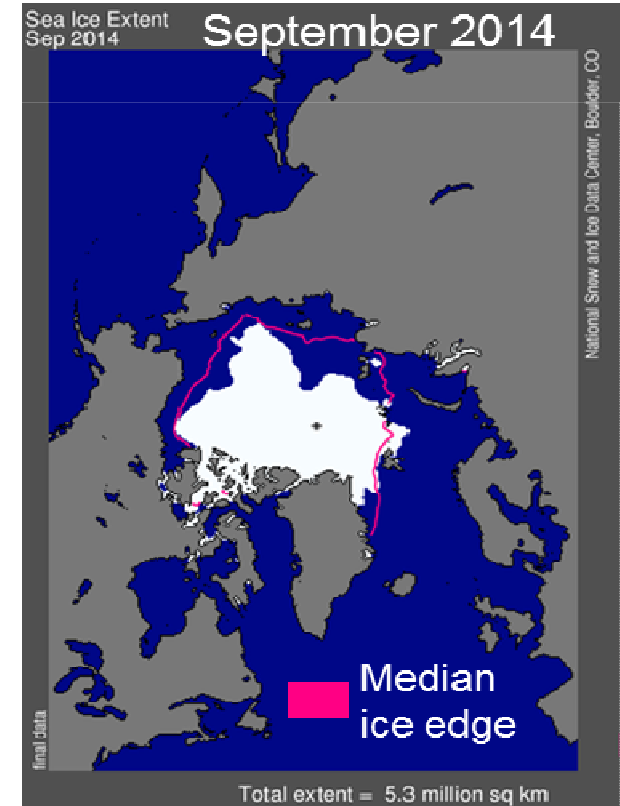 Sea Ice Extent
Sep 2014
September 2014
National Snow and Ice Data Center, Boulder, CO
Median
ice edge
final data
Total extent = 5.3 million sq km